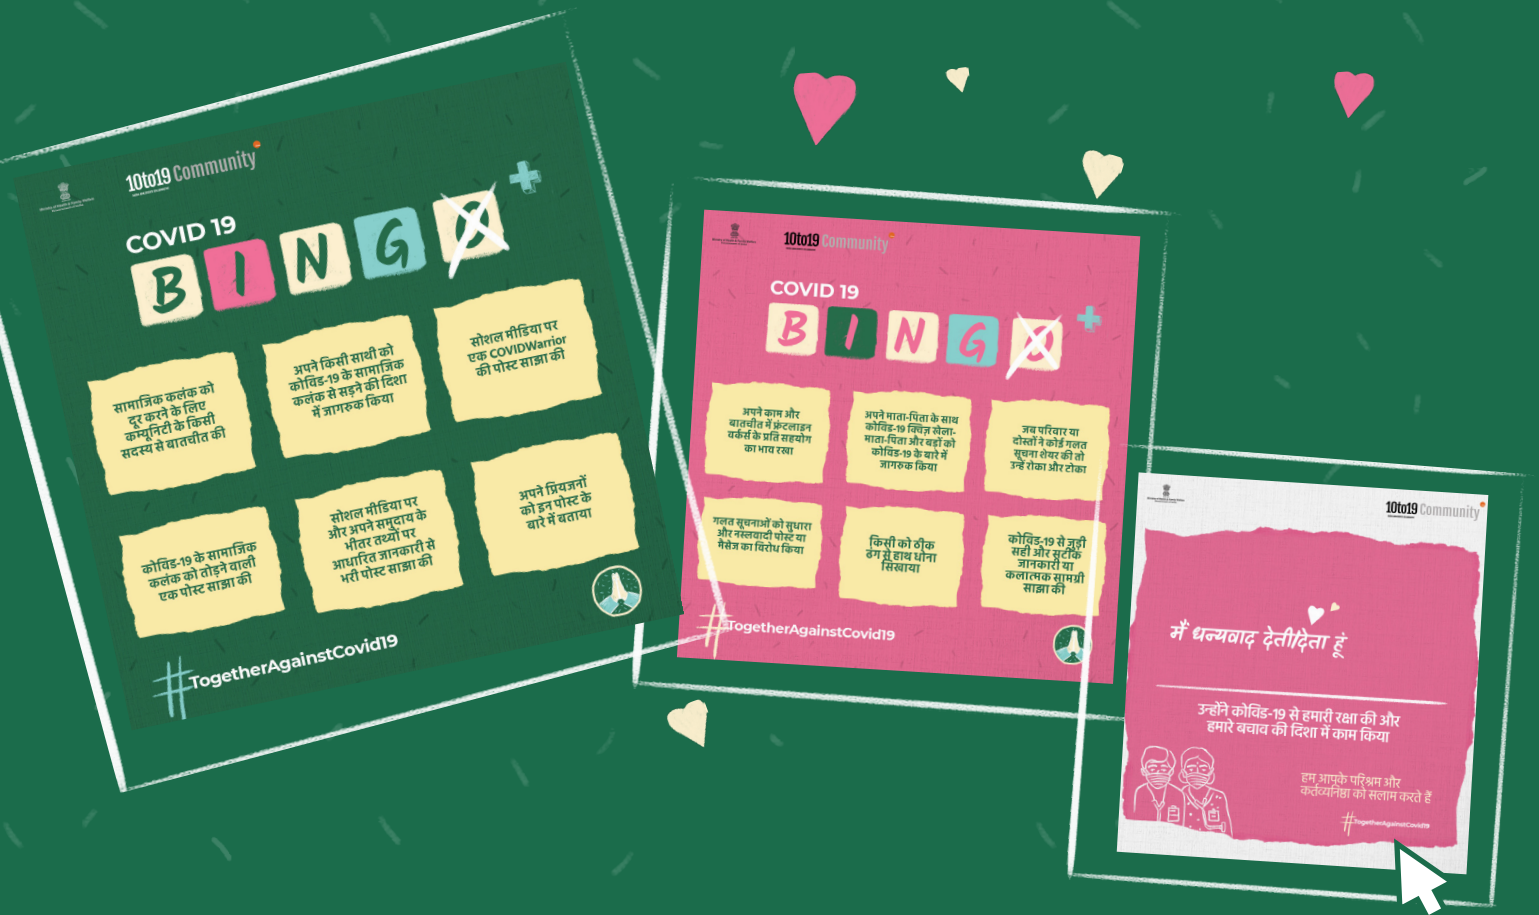 10to19 Community
COVID 19
BINGO
सामाजिक कलंक को
दूर करने के लिए
कम्यूनिटी के किसी
सदस्य से बातचीत की
अपने किसी साथी को
कोविड-19 के सामाजिक
कलंक से सड़ने की दिशा
में जागरुक किया
सोशल मीडिया पर
एक COVIDWarrior
की पोस्ट साझा की
कोविड-19 के सामाजिक
कलंक को तोड़ने वाली
एक पोस्ट साझा की
सोशल मीडिया पर
और अपने समुदाय के
भीतर तथ्यों पर
आधारित जानकारी से
भरी पोस्ट साझा की
अपने प्रियजनों
को इन पोस्ट के
बारे में बताया
#TogetherAgainstCovid19
10to19 Community
COVID 19
BINGO
अपने काम और
बातचीत में फ्रंटलाइन
वर्कर्स के प्रति सहयोग
का भाव रखा
अपने माता-पिता के साथ
कोविड-19 क्विज़ खेला-
माता-पिता और बड़ों को
कोविड-19 के बारे में
जागरुक किया
जब परिवार या
दोस्तों ने कोई गलत
सूचना शेयर की तो
उन्हें रोका और टोका
गलत सूचनाओं को सुधारा
और नस्लवादी पोस्ट या
मैसेज का विरोध किया
किसी को ठीक
ढंग से हाथ धोना
सिखाया
कोविड-19 से जुड़ी
सही और सटीक
जानकारी या
कलात्मक सामग्री
साझा की
#TogetherAgainstCovid19
10to19 Community
मैं धन्यवाद देती/देता हूं
उन्होंने कोविड-19 से हमारी रक्षा की और
हमारे बचाव की दिशा में काम किया
हम आपके परिश्रम और
कर्तव्यनिष्ठा को सलाम करते हैं
#TogetherAgainstCovid19